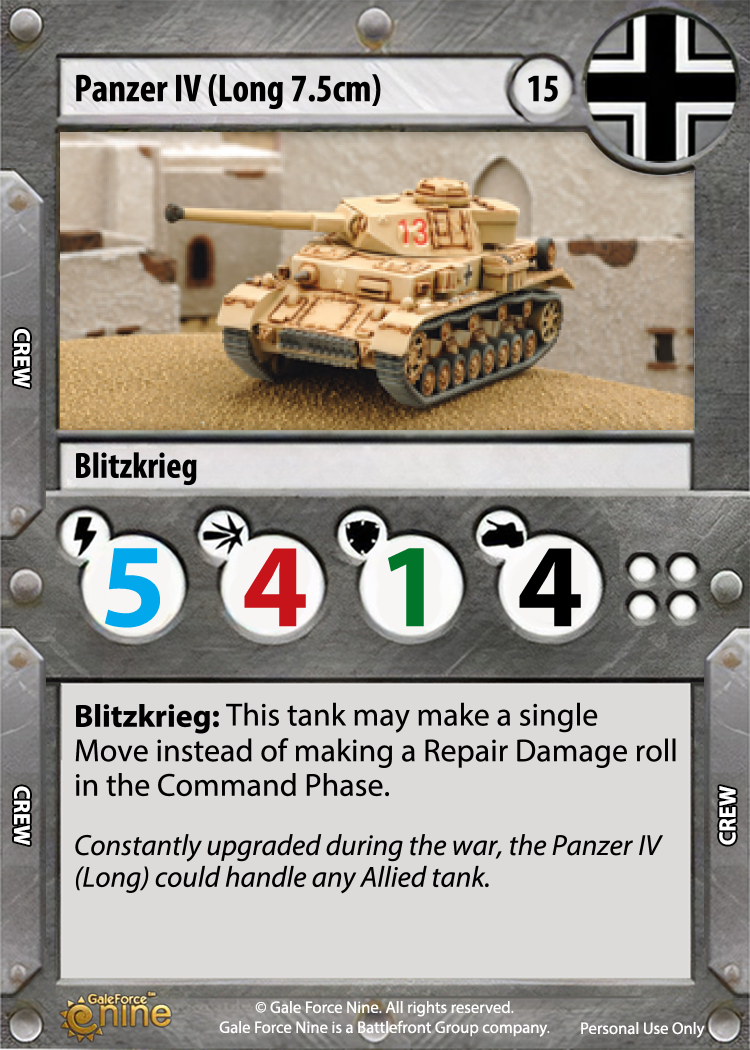 Panzer IV (Long 7.5cm)
15
13
CREW
Blitzkrieg
5
4
1
4
Blitzkrieg: This tank may make a single
Move instead of making a Repair Damage roll
in the Command Phase.
CREW
CREW
Constantly upgraded during the war, the Panzer IV
(Long) could handle any Allied tank.
GaleForce™
nine
© Gale Force Nine. All rights reserved.
Gale Force Nine is a Battlefront Group company.
Personal Use Only